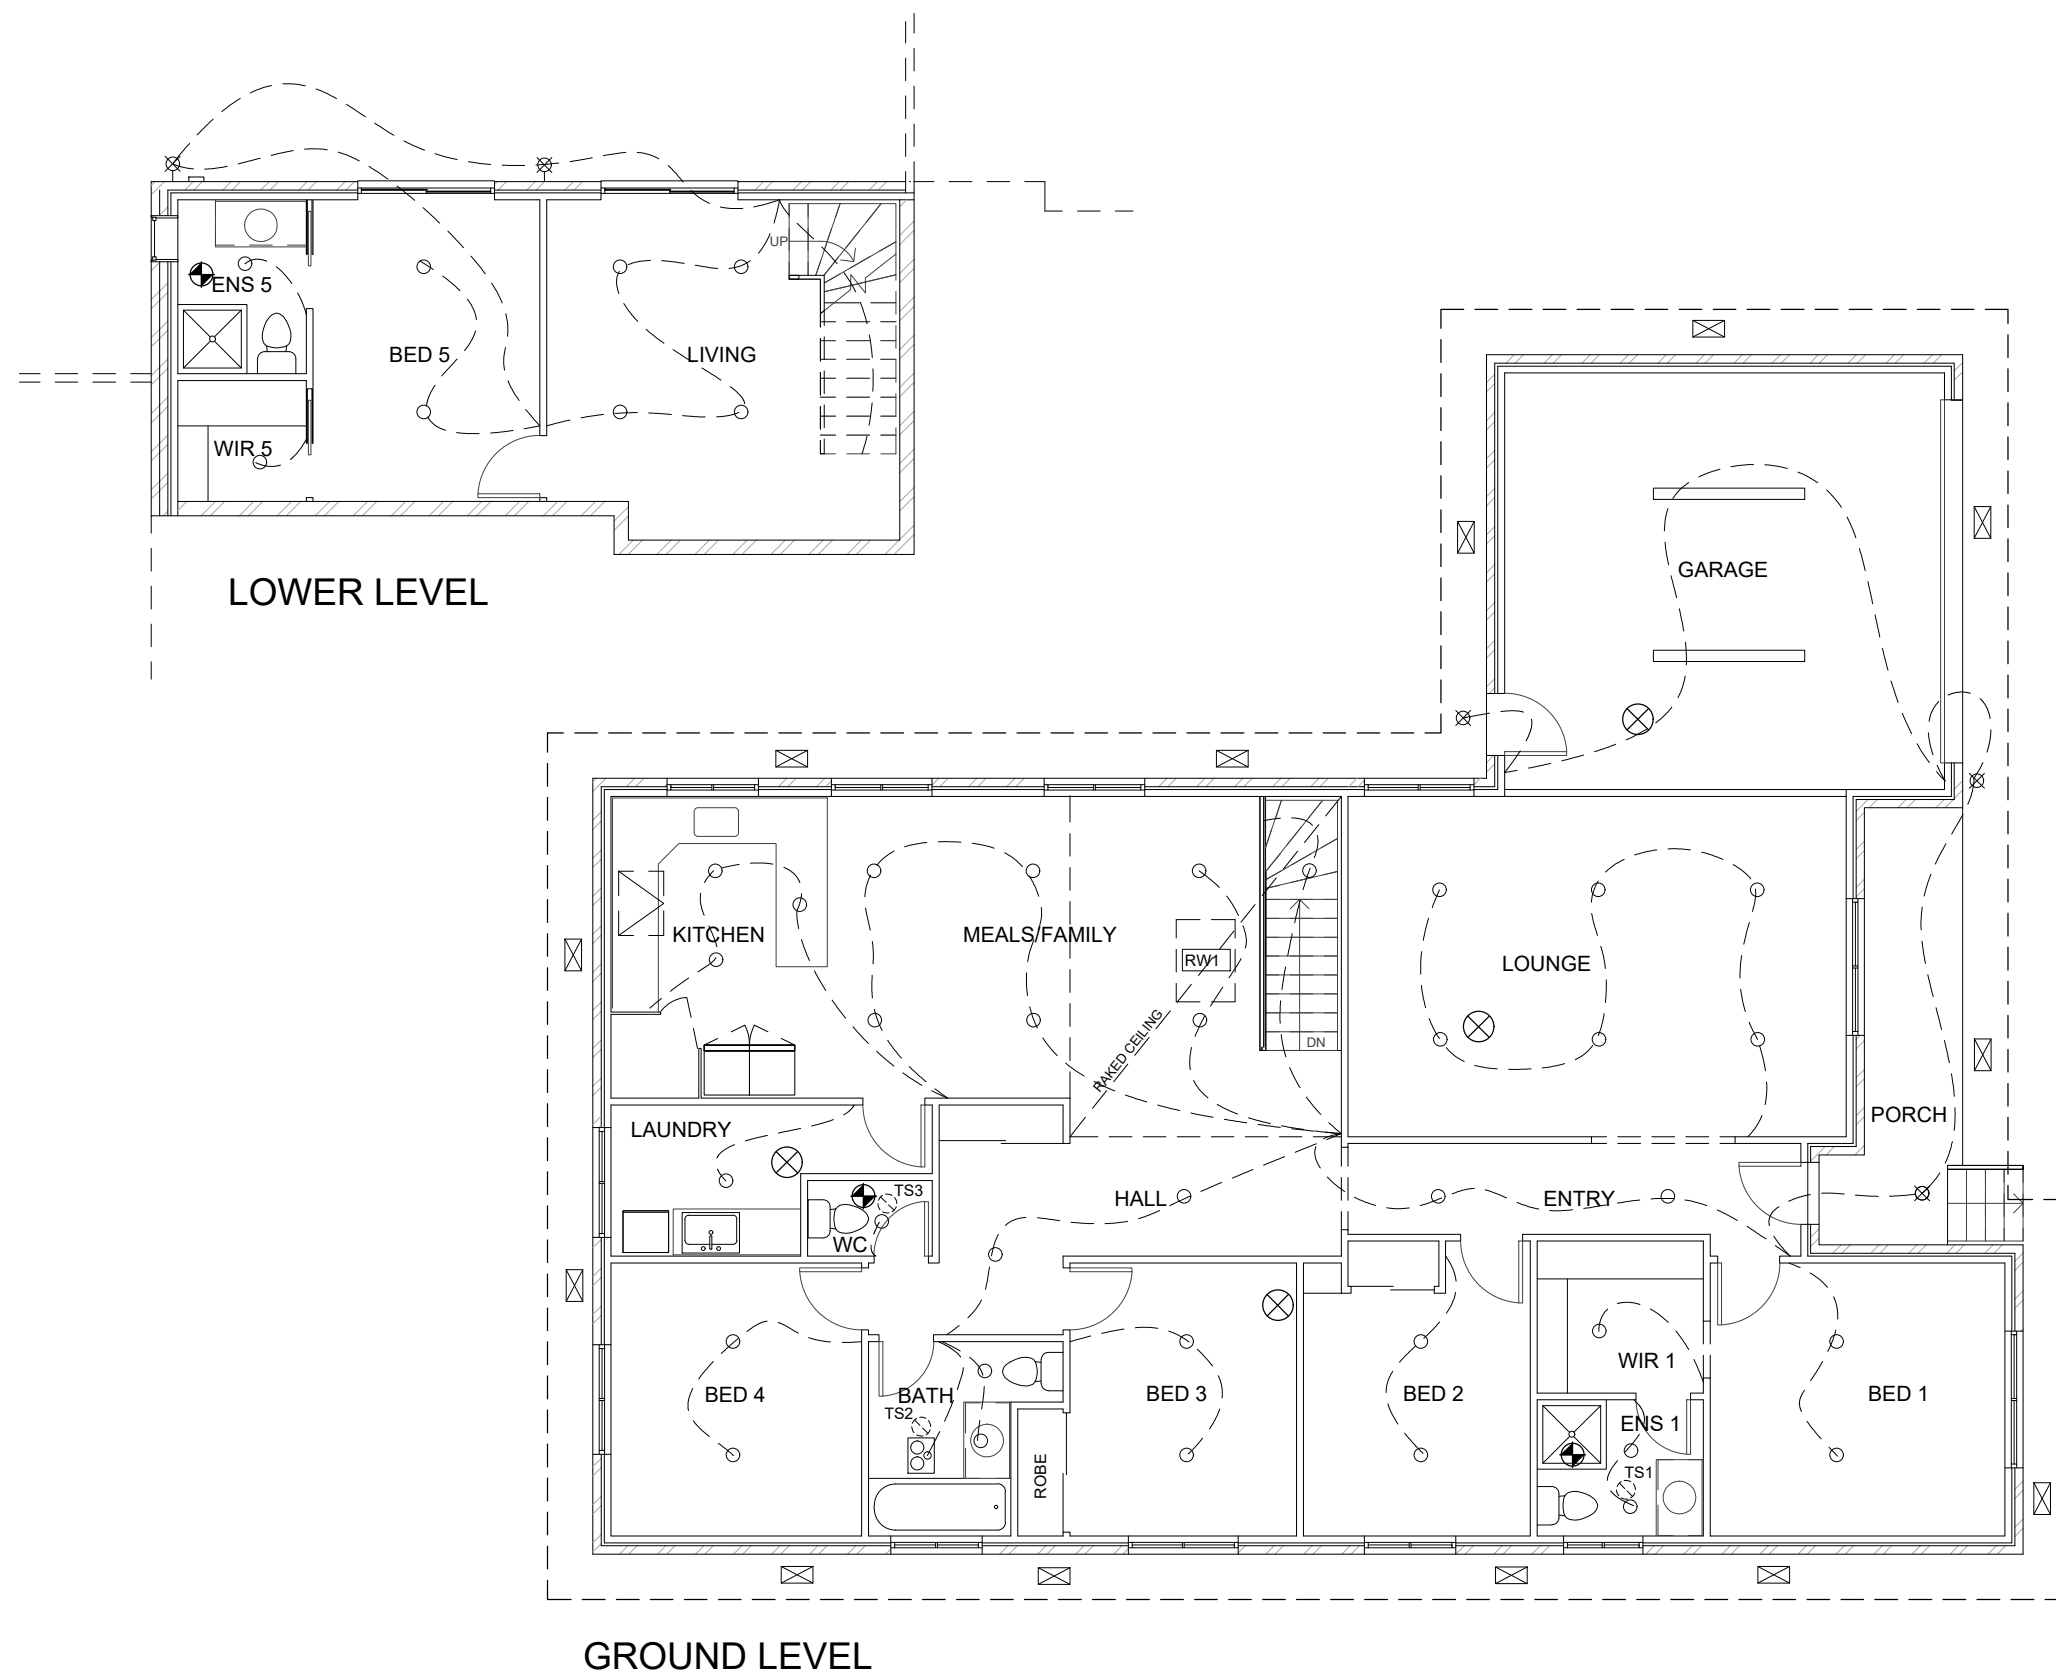 UP
ENS 5
BED 5
LIVING
WIR 5
LOWER LEVEL
GARAGE
KITCHEN
MEALS/FAMILY
RW1
LOUNGE
RAKED CEILING
DN
LAUNDRY
PORCH
TS3
HALL
ENTRY
WC
WIR 1
BED 4
BATH
BED 3
BED 2
BED 1
TS2
ENS 1
ROBE
TS1
GROUND LEVEL